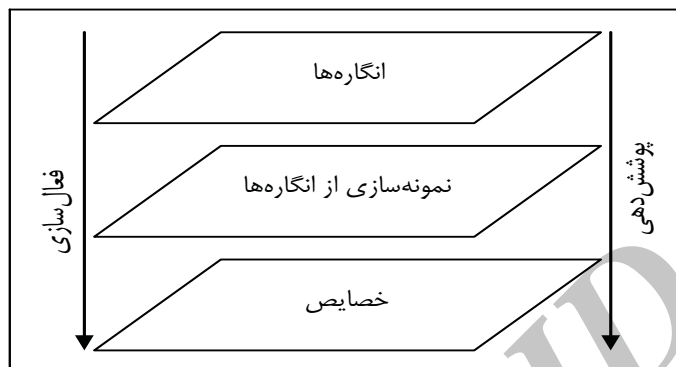 انگاره‌ها
نمونه‌سازی از انگاره‌ها
خصایص
پوشش‌دهی
فعال‌سازی